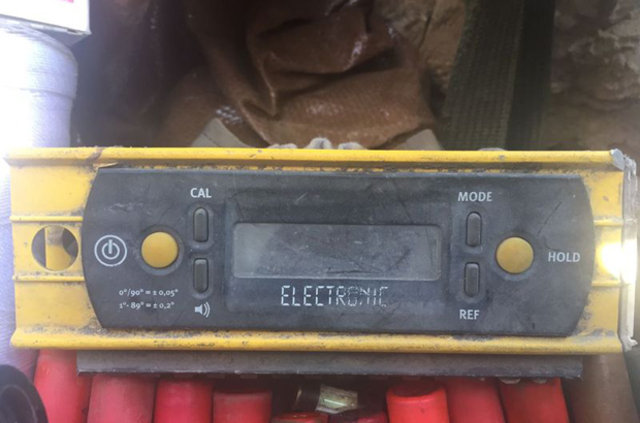 CAL
MODE
HOLD
0°/90° = ± 0,05°
1°- 89° = ± 0,2°
ELECTRONIC
REF